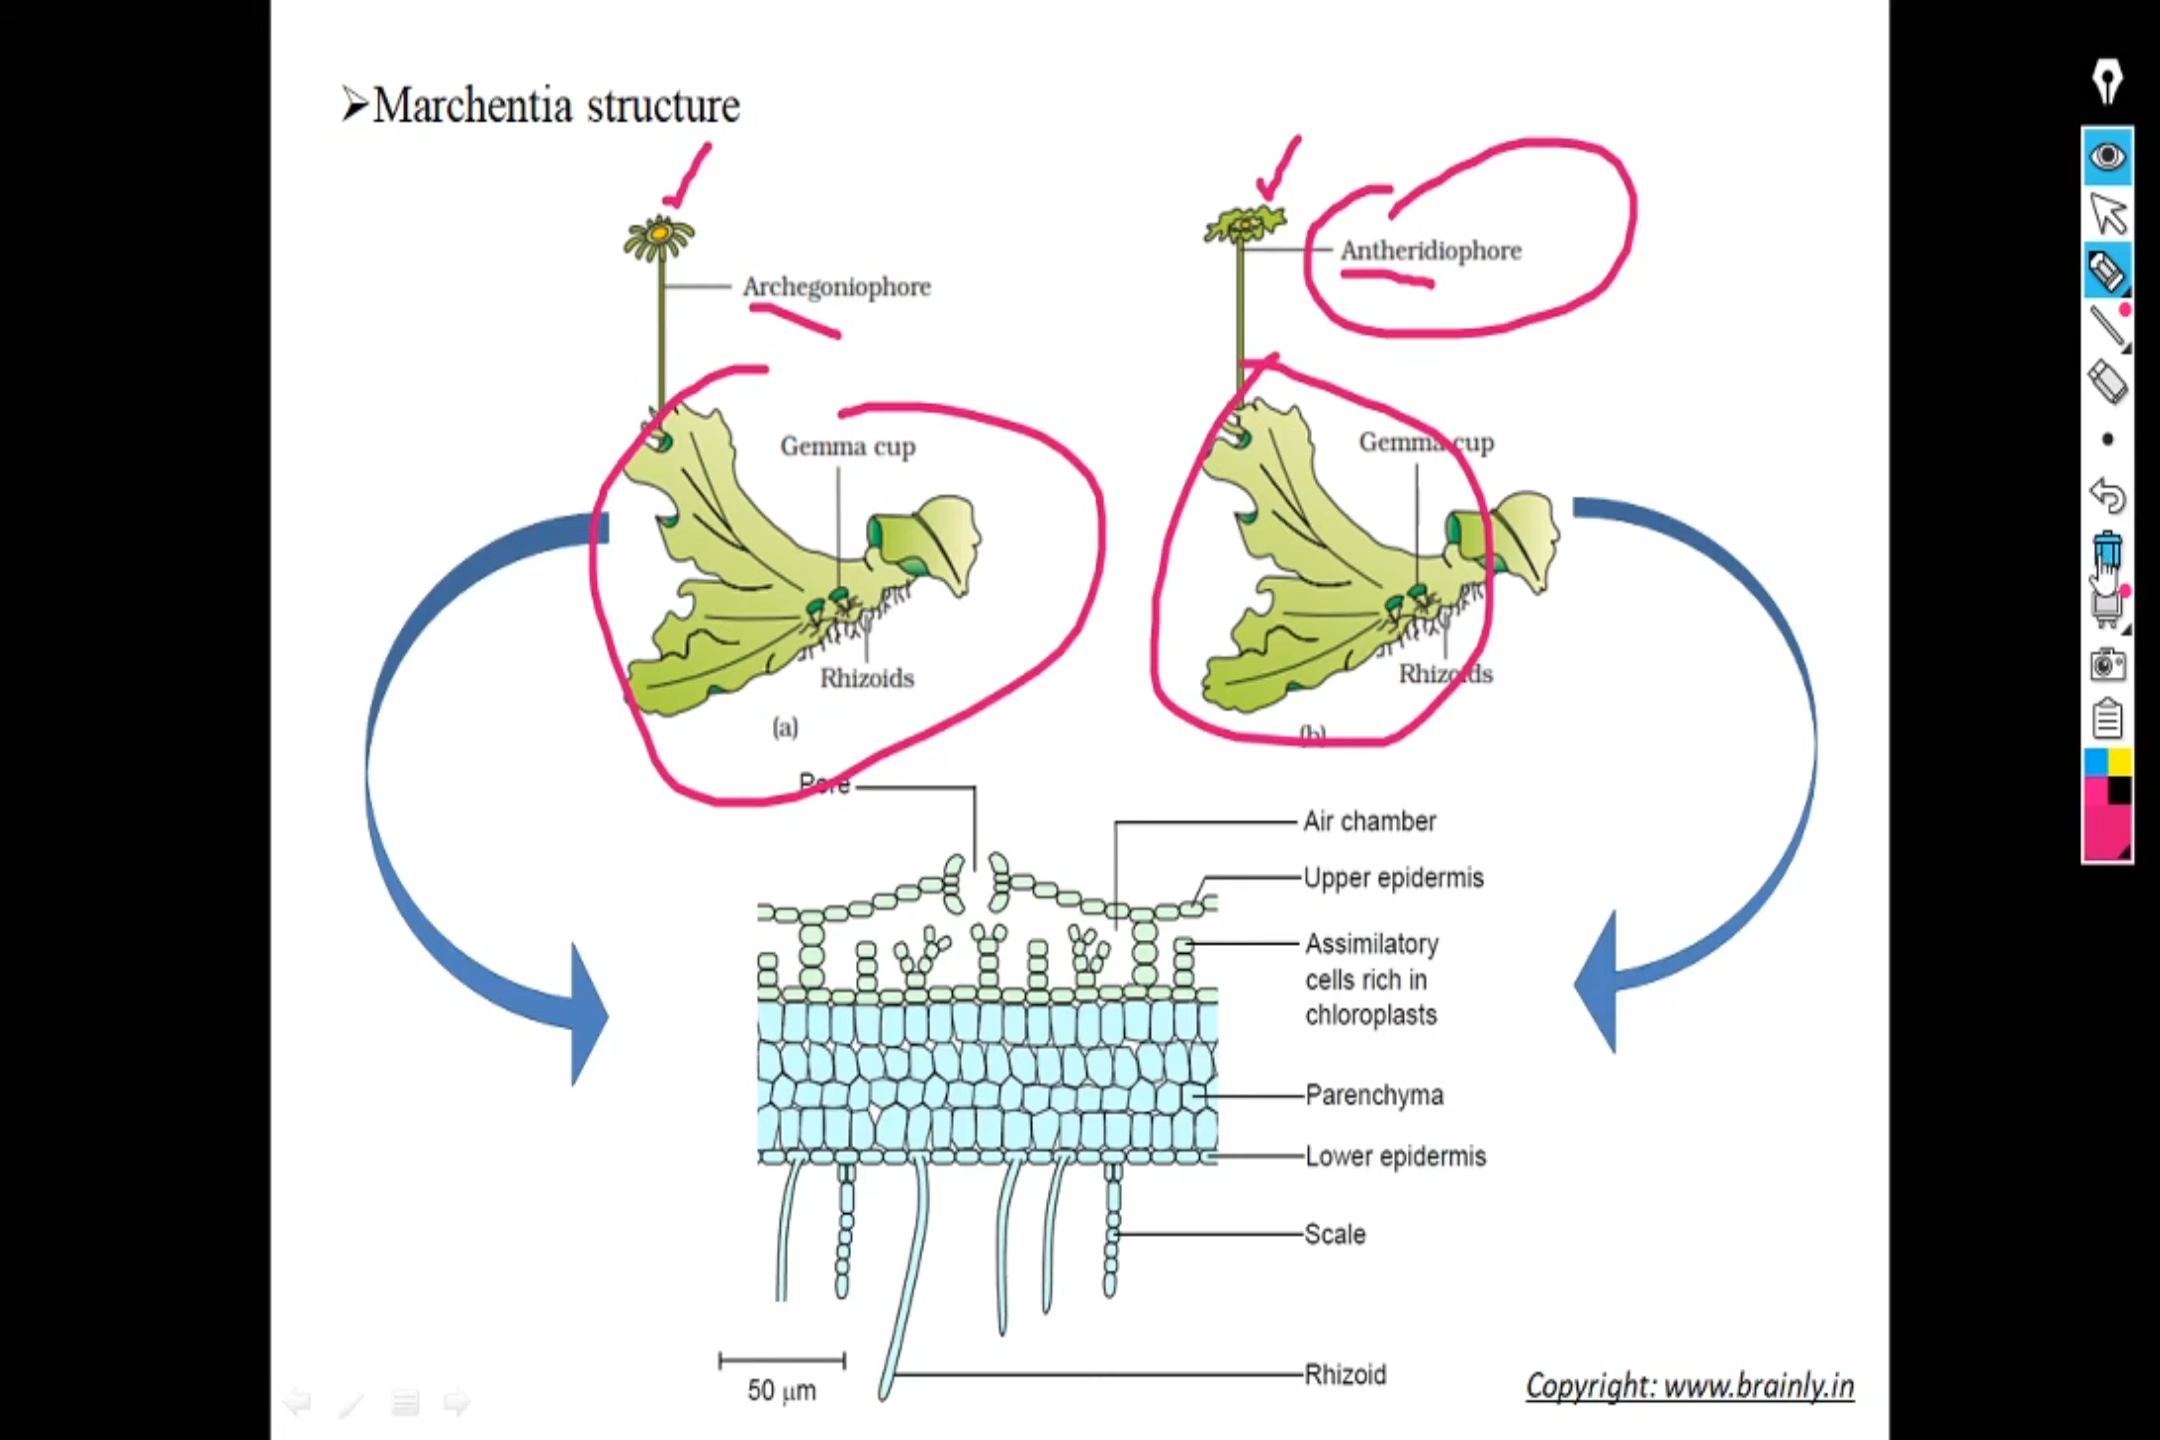 ➢Marchentia structure
Antheridiophore
Archegoniophore
Gemma cup
Gemma cup
Rhizoids
Rhizoids
(a)
(b)
Pore
Air chamber
Upper epidermis
Assimilatory
cells rich in
chloroplasts
Parenchyma
Lower epidermis
Scale
Rhizoid
50 μm
Copyright: www.brainly.in